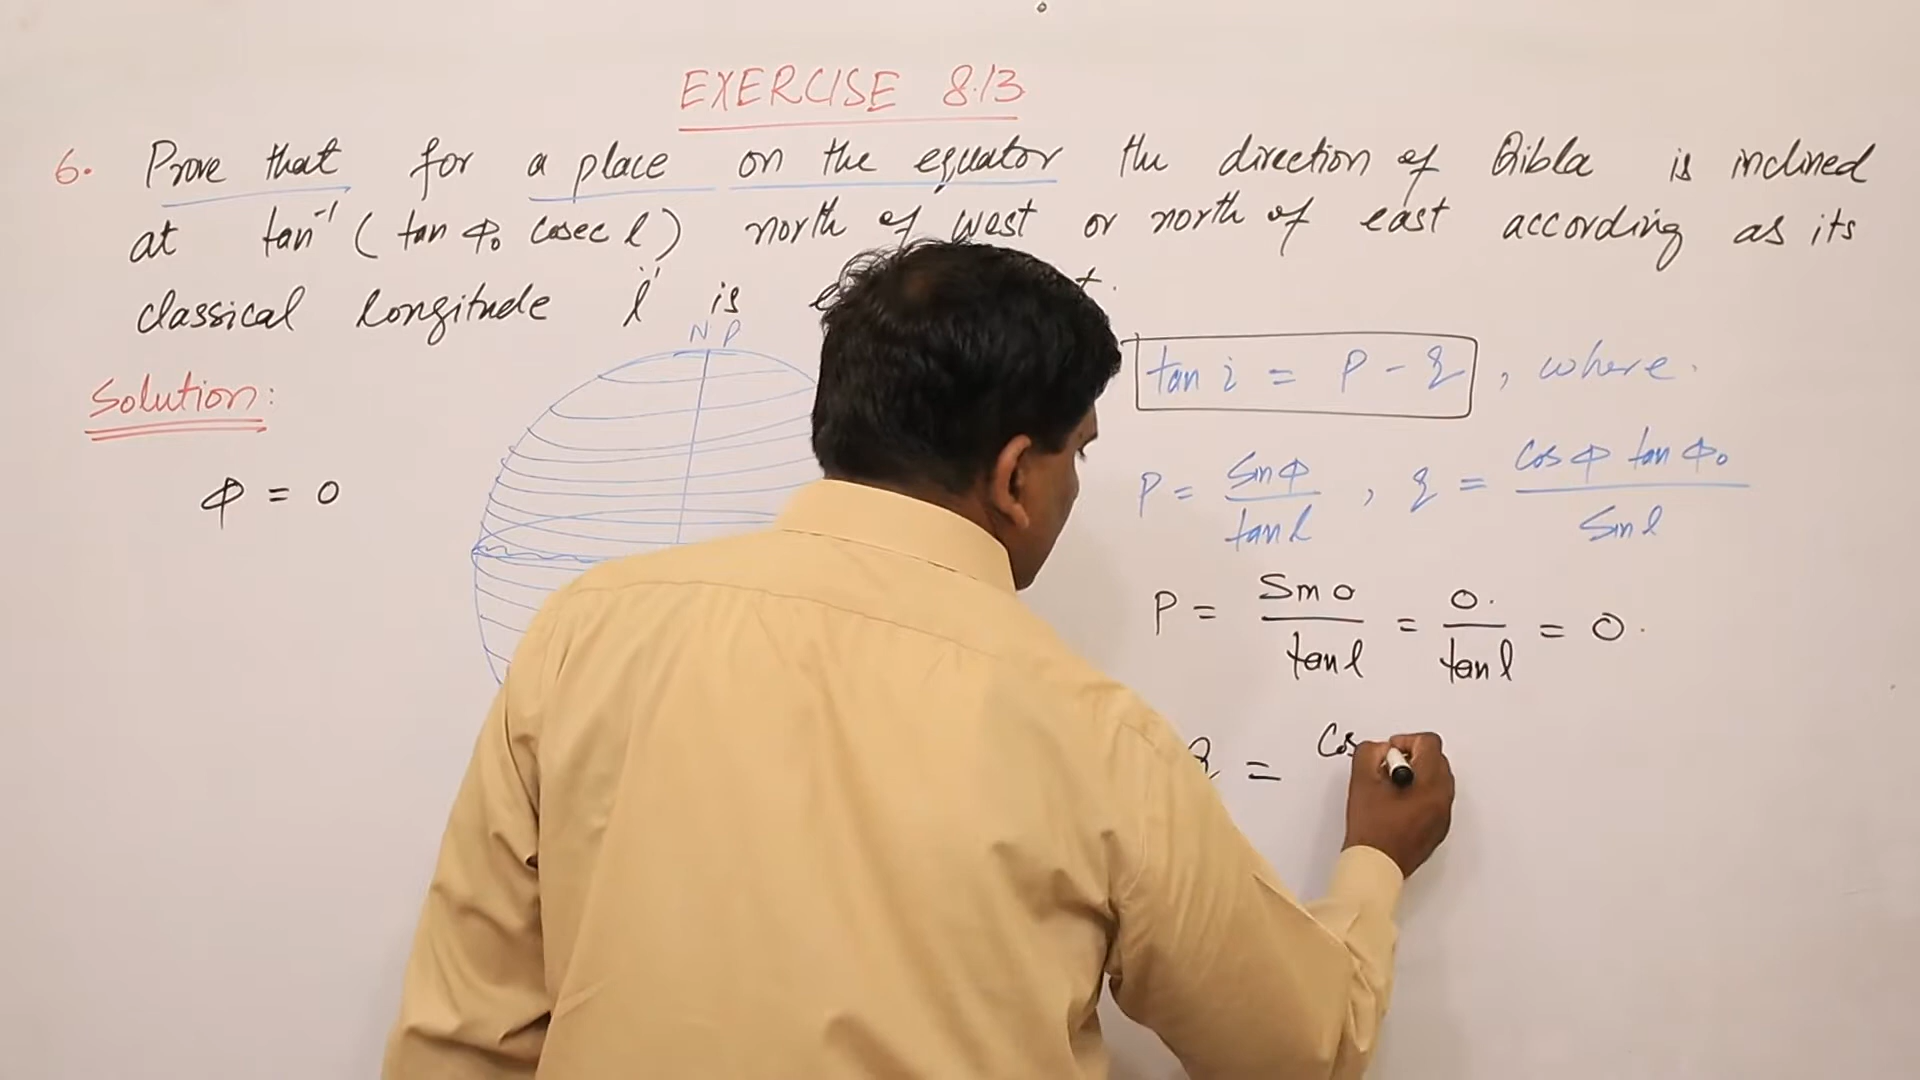 EXERCISE 8.13
6. Prove that for a place on the equator the direction of Qibla is inclined
at tan⁻¹ (tan Φ₀ cosec l) north of west or north of east according as its
classical longitude 'l' is
NP
Solution:
Φ = 0
tan i = P - q, where.
P = sin Φ / tan l, q = cos Φ tan Φ₀ / sin l
P = Sin 0 / tan l = 0. / tan l = 0.
q = Cos